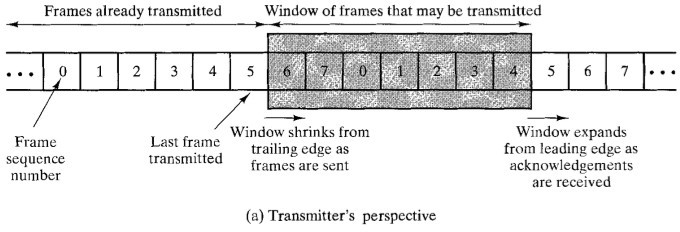 Frames already transmitted Window of frames that may be transmitted
••• 0 1 2 3 4 5 6 7 0 1 2 3 4 5 6 7 •••
Frame
sequence
number
Last frame
transmitted
Window shrinks from
trailing edge as
frames are sent
Window expands
from leading edge as
acknowledgements
are received
(a) Transmitter's perspective